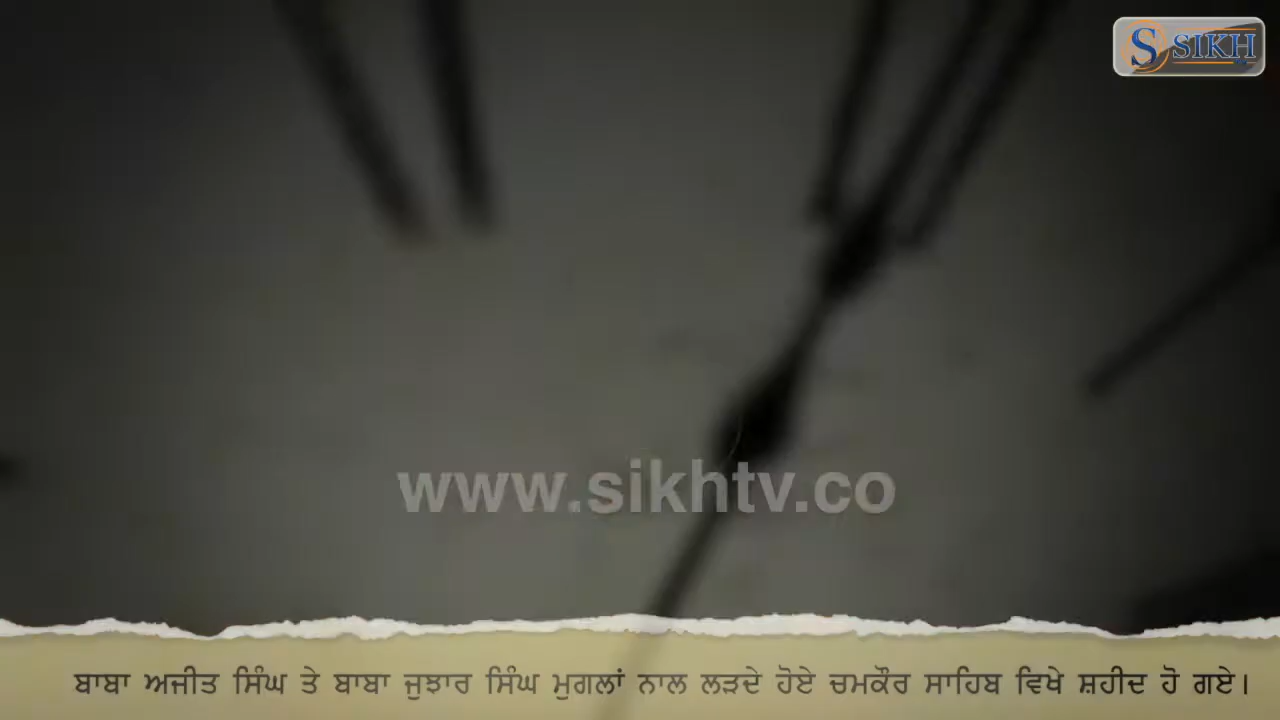 S SIKH
www.sikhtv.co
ਬਾਬਾ ਅਜੀਤ ਸਿੰਘ ਤੇ ਬਾਬਾ ਜੁਝਾਰ ਸਿੰਘ ਮੁਗਲਾਂ ਨਾਲ ਲੜਦੇ ਹੋਏ ਚਮਕੌਰ ਸਾਹਿਬ ਵਿਖੇ ਸ਼ਹੀਦ ਹੋ ਗਏ।